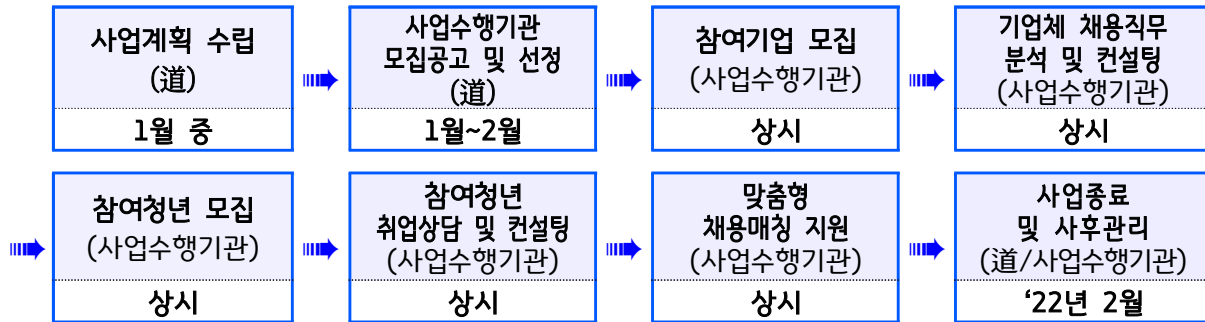 사업계획 수립
(道)
1월 중
사업수행기관
모집공고 및 선정
(道)
1월~2월
참여기업 모집
(사업수행기관)
상시
기업체 채용직무
분석 및 컨설팅
(사업수행기관)
상시
참여청년 모집
(사업수행기관)
상시
참여청년
취업상담 및 컨설팅
(사업수행기관)
상시
맞춤형
채용매칭 지원
(사업수행기관)
상시
사업종료
및 사후관리
(道/사업수행기관)
‘22년 2월